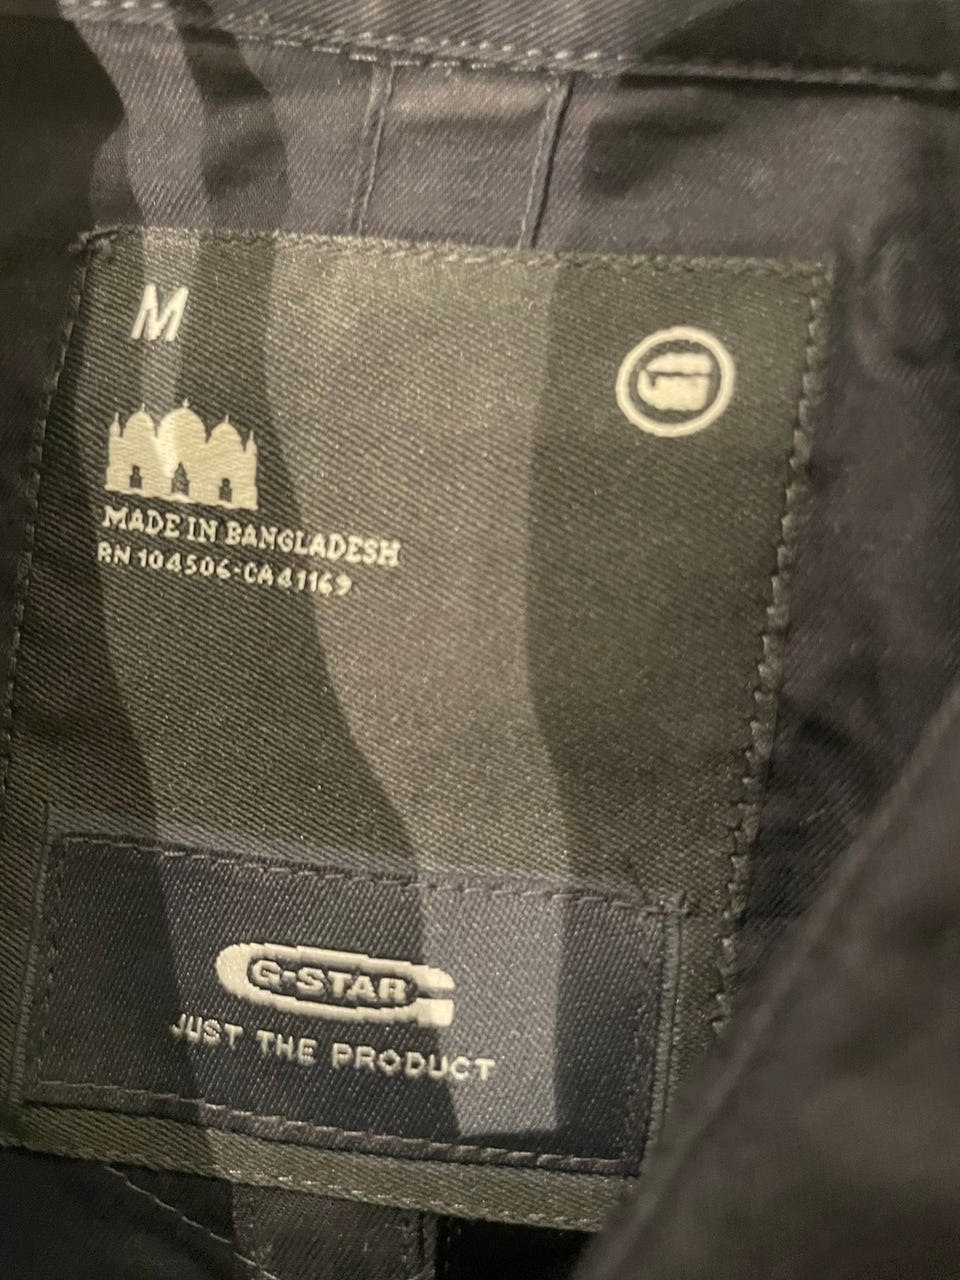 M
MADE IN BANGLADESH
RN 104506-CA41169
G-STAR
JUST THE PRODUCT